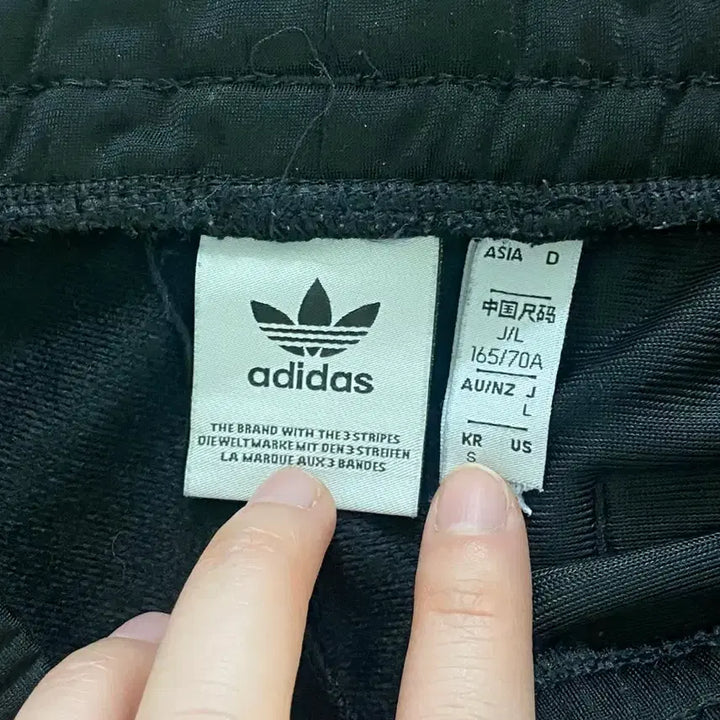 adidas
THE BRAND WITH THE 3 STRIPES
DIE WELTMARKE MIT DEN 3 STREIFEN
LA MARQUE AUX 3 BANDES
ASIA D
中国尺码
J/L
165/70A
AU/NZ J
L
KR US
S